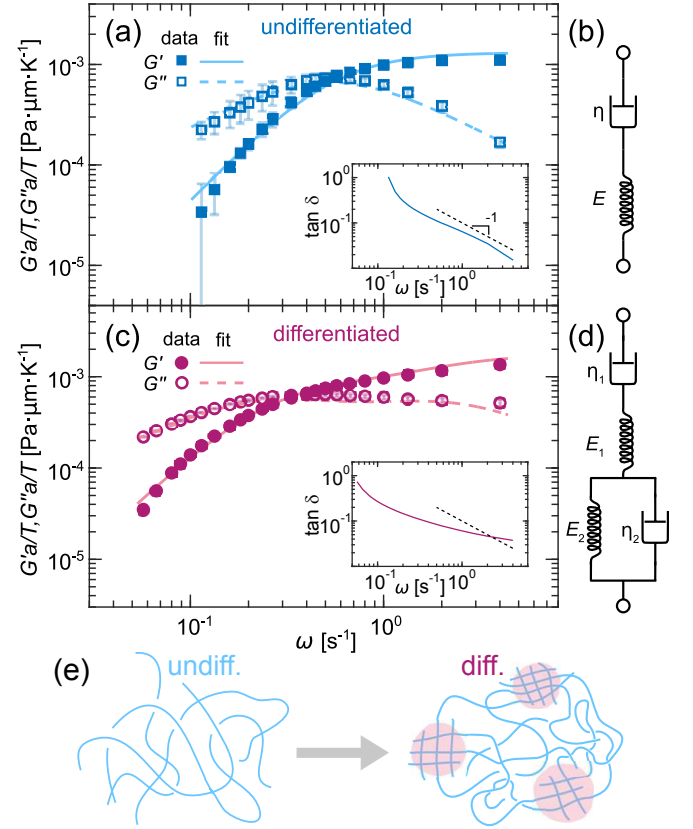 (a)
undifferentiated
(b)
data fit
G′
G″
G′a/T,G″a/T [Pa·μm·K⁻¹]
10⁻³
10⁻⁴
10⁻⁵
tan δ
10⁰
10⁻¹
-1
10⁻¹ 10⁰
ω [s⁻¹]
η
E
(c)
differentiated
(d)
data fit
G′
G″
G′a/T,G″a/T [Pa·μm·K⁻¹]
10⁻³
10⁻⁴
10⁻⁵
tan δ
10⁰
10⁻¹
10⁻¹ 10⁰
ω [s⁻¹]
η₁
E₁
E₂
η₂
10⁻¹ 10⁰
ω [s⁻¹]
(e)
undiff.
diff.